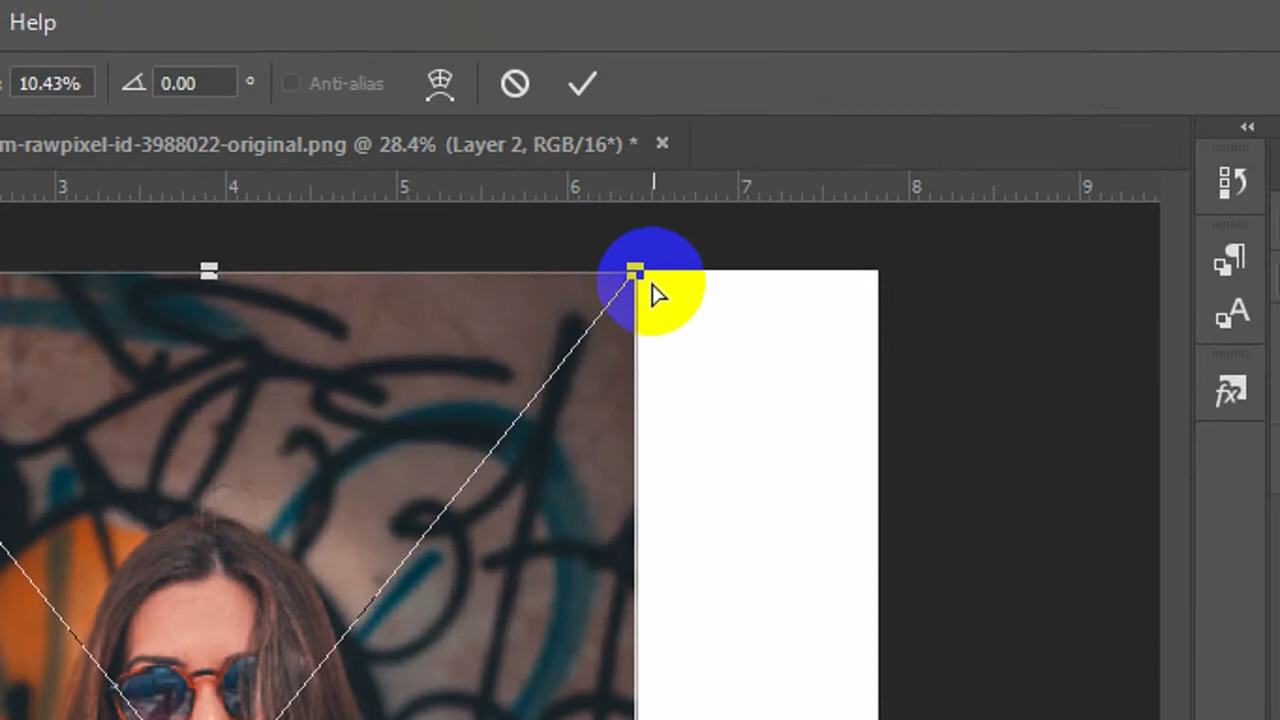 Help
10.43%
0.00 °
Anti-alias
m-rawpixel-id-3988022-original.png @ 28.4% (Layer 2, RGB/16*) *
3 4 5 6 7 8 9